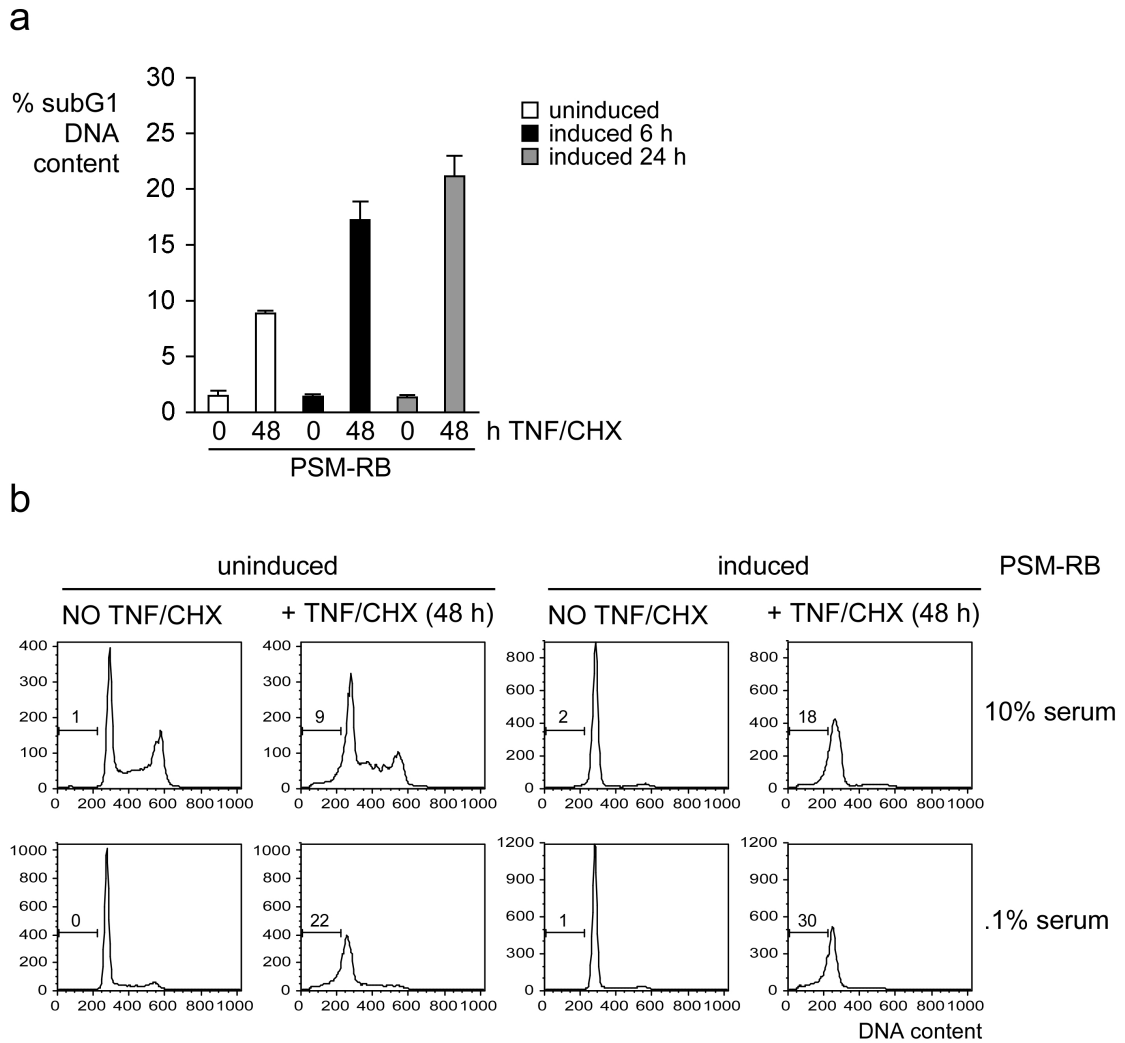 a
% subG1
DNA
content
30
25
20
15
10
5
0
uninduced
induced 6 h
induced 24 h
0 48 0 48 0 48 h TNF/CHX
PSM-RB
b
uninduced induced PSM-RB
NO TNF/CHX + TNF/CHX (48 h) NO TNF/CHX + TNF/CHX (48 h)
400 400 800 800
300 300 600 600
200 200 400 400
100 100 200 200
0 0 0 0
1 9 2 18 10% serum
0 200 400 600 800 1000 0 200 400 600 800 1000 0 200 400 600 800 1000 0 200 400 600 800 1000
1000 1000 1200 1200
800 800 900 900
600 600 600 600
400 400 300 300
200 200 0 0
0 0
0 22 1 30 .1% serum
0 200 400 600 800 1000 0 200 400 600 800 1000 0 200 400 600 800 1000 0 200 400 600 800 1000
DNA content